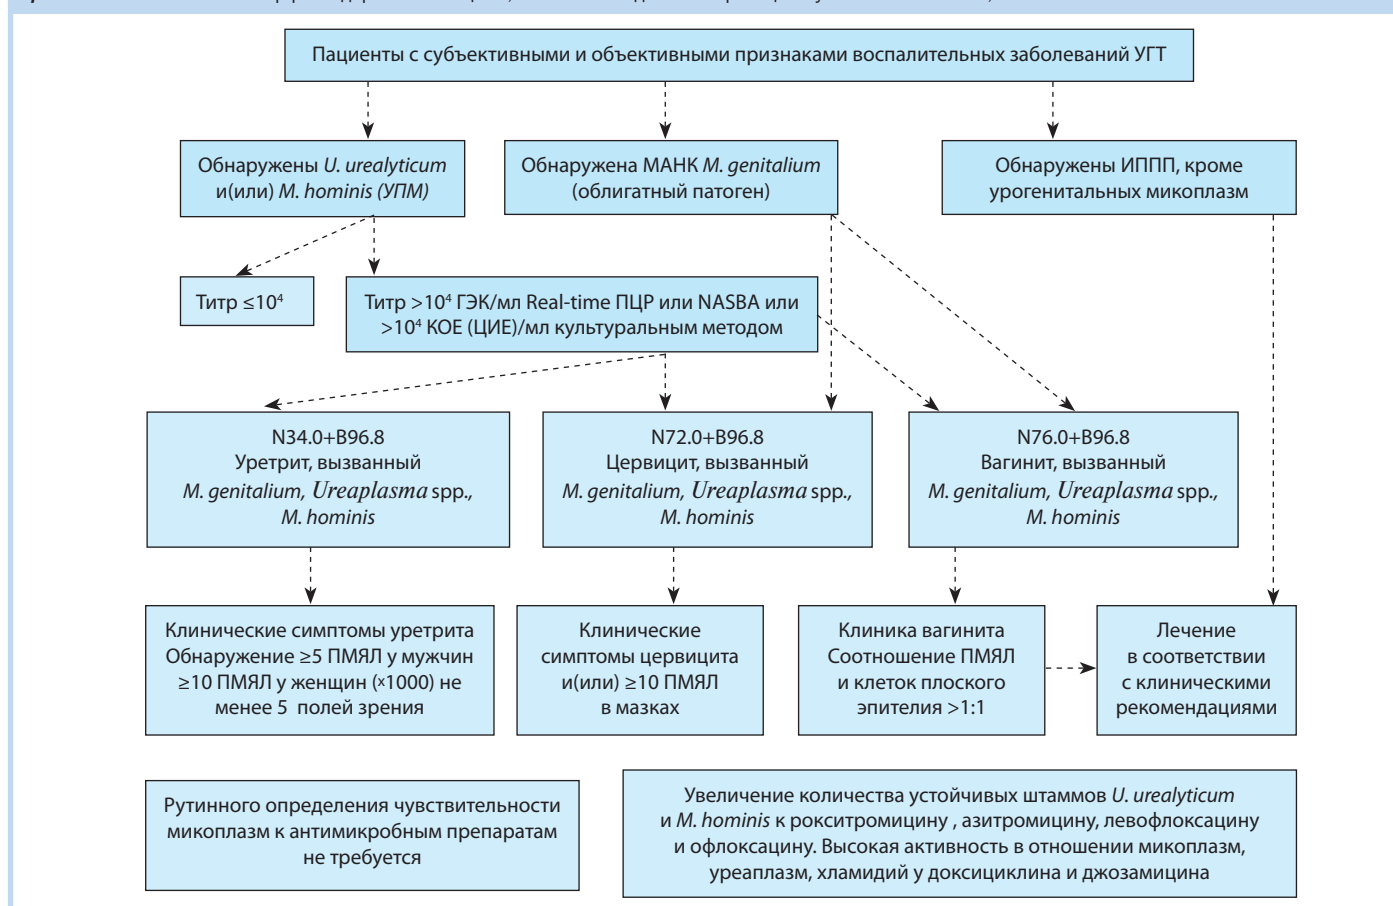 Пациенты с субъективными и объективными признаками воспалительных заболеваний УГТ
Обнаружены U. urealyticum
и(или) M. hominis (УПМ)
Обнаружена МАНК M. genitalium
(облигатный патоген)
Обнаружены ИППП, кроме
урогенитальных микоплазм
Титр ≤10⁴
Титр >10⁴ ГЭК/мл Real-time ПЦР или NASBA или
>10⁴ КОЕ (ЦИЕ)/мл культуральным методом
N34.0+B96.8
Уретрит, вызванный
M. genitalium, Ureaplasma spp.,
M. hominis
N72.0+B96.8
Цервицит, вызванный
M. genitalium, Ureaplasma spp.,
M. hominis
N76.0+B96.8
Вагинит, вызванный
M. genitalium, Ureaplasma spp.,
M. hominis
Клинические симптомы уретрита
Обнаружение ≥5 ПМЯЛ у мужчин
≥10 ПМЯЛ у женщин (ˣ1000) не
менее 5 полей зрения
Клинические
симптомы цервицита
и(или) ≥10 ПМЯЛ
в мазках
Клиника вагинита
Соотношение ПМЯЛ
и клеток плоского
эпителия >1:1
Лечение
в соответствии
с клиническими
рекомендациями
Рутинного определения чувствительности
микоплазм к антимикробным препаратам
не требуется
Увеличение количества устойчивых штаммов U. urealyticum
и M. hominis к рокситромицину , азитромицину, левофлоксацину
и офлоксацину. Высокая активность в отношении микоплазм,
уреаплазм, хламидий у доксициклина и джозамицина